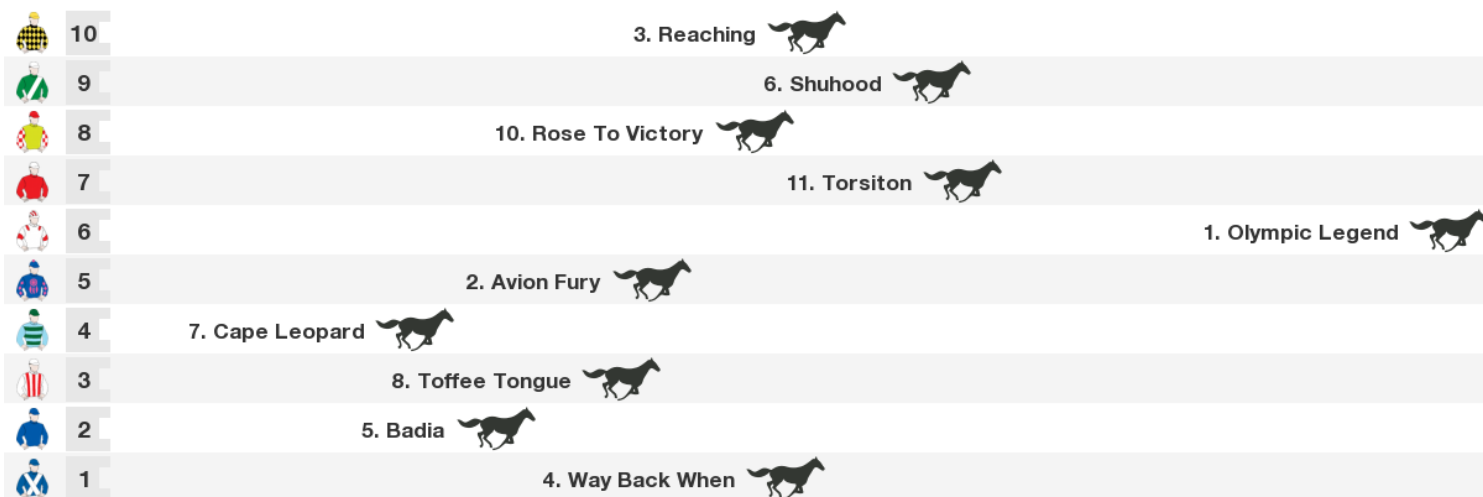 10 3. Reaching
9 6. Shuhood
8 10. Rose To Victory
7 11. Torsiton
6 1. Olympic Legend
5 2. Avion Fury
4 7. Cape Leopard
3 8. Toffee Tongue
2 5. Badia
1 4. Way Back When